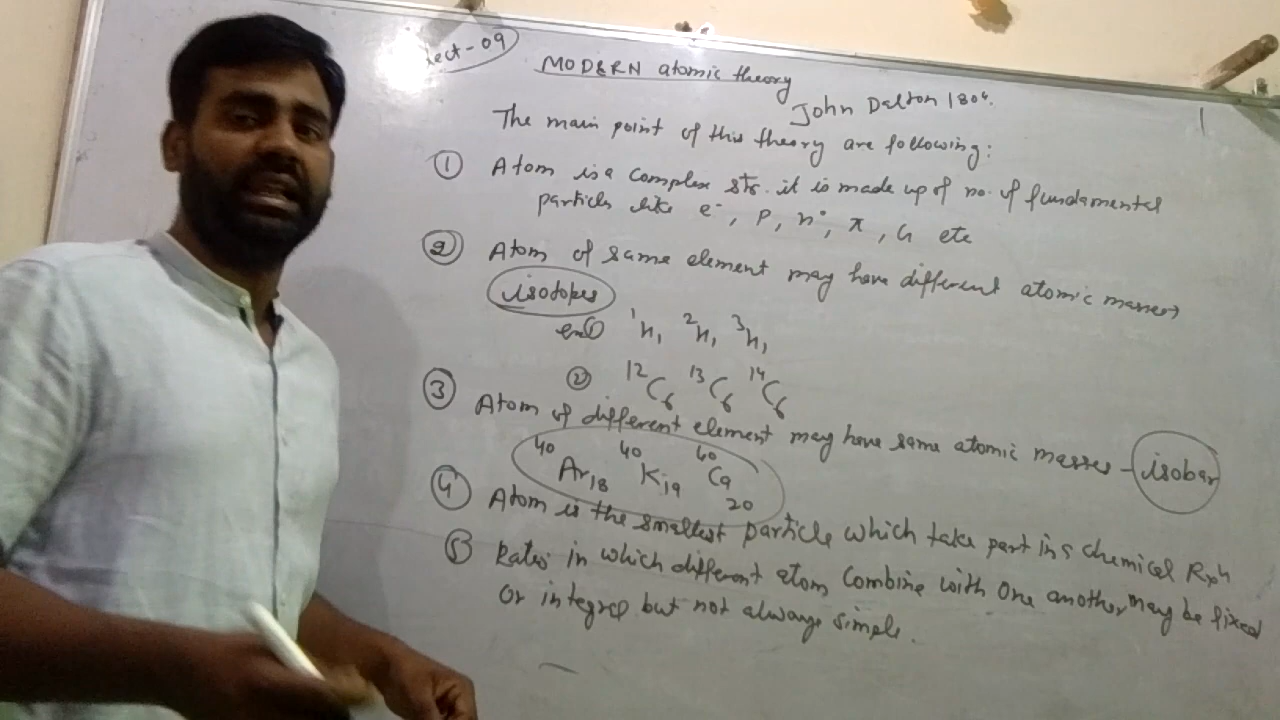 Lect-09
MODERN atomic theory
John Dalton 1804.
The main point of this theory are following:
① Atom is a complex str. it is made up of no. of fundamental
particles like e⁻, p, n°, π, etc
② Atom of same element may have different atomic masses
isotopes
① ¹H₁ ²H₁ ³H₁
② ¹²C₆ ¹³C₆ ¹⁴C₆
③ Atom of different element may have same atomic masses - isobar
⁴⁰Ar₁₈ ⁴⁰K₁₉ ⁴⁰Ca₂₀
④ Atom is the smallest particle which take part in chemical Rxn
⑤ Ratio in which different atom combine with one another may be fixed
or integral but not always simple.